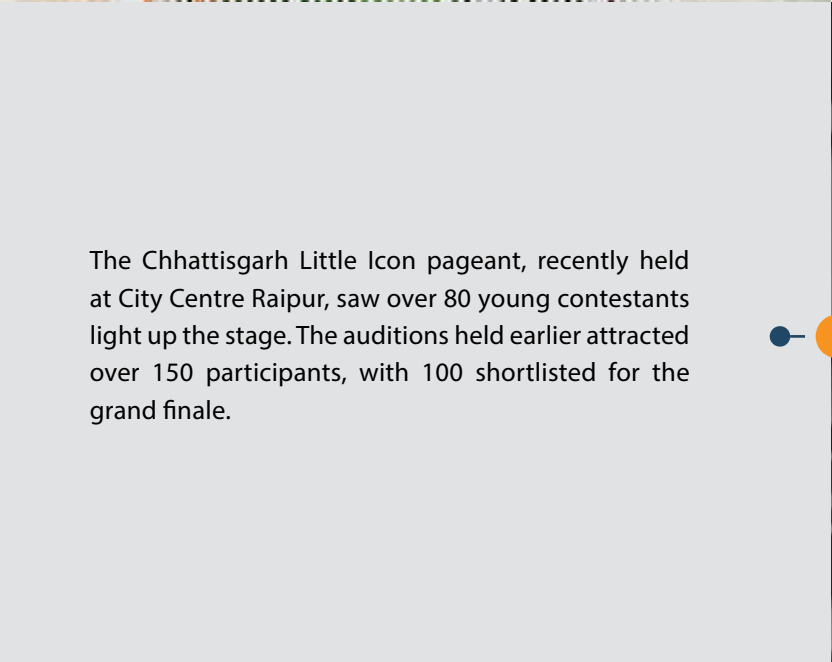 The Chhattisgarh Little Icon pageant, recently held
at City Centre Raipur, saw over 80 young contestants
light up the stage. The auditions held earlier attracted
over 150 participants, with 100 shortlisted for the
grand finale.